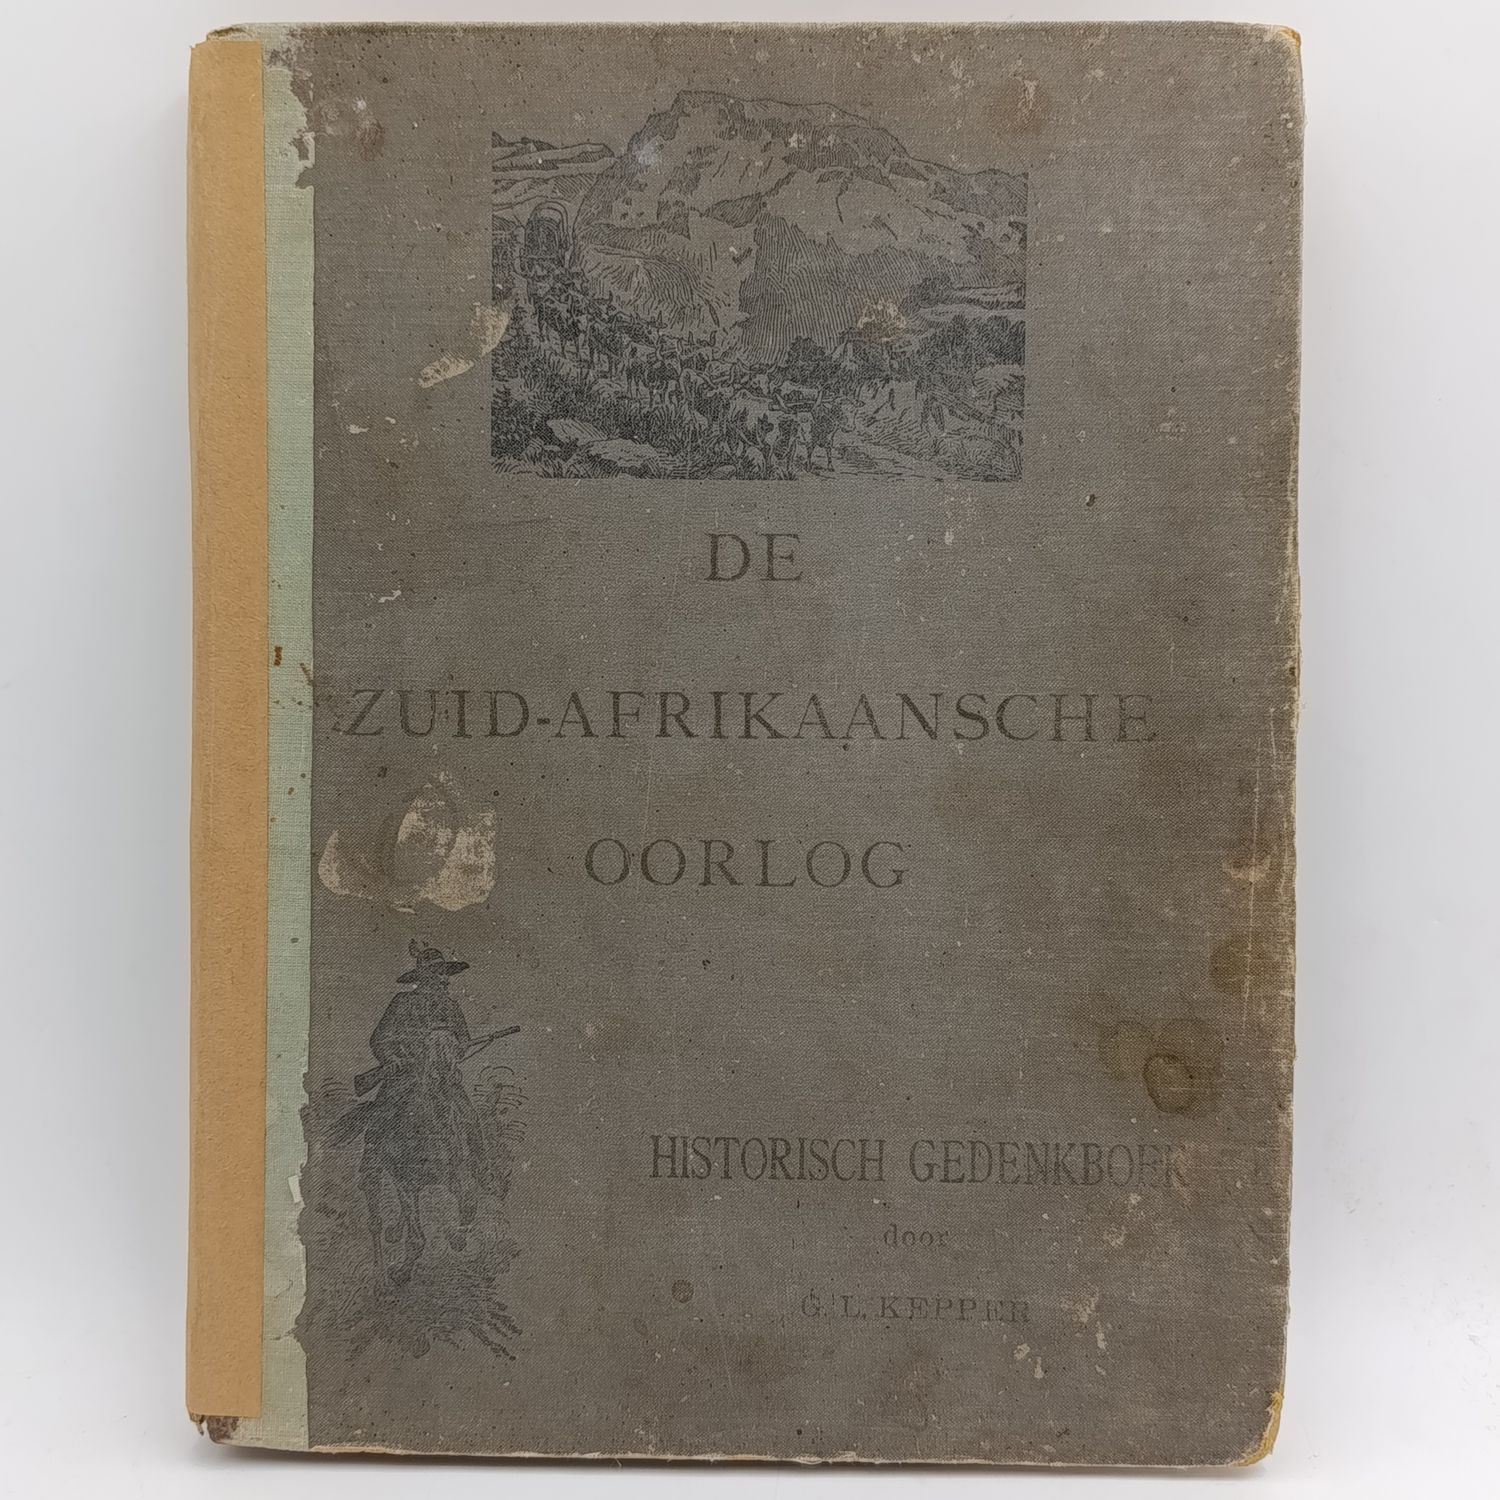 DE
ZUID-AFRIKAANSCHE
OORLOG
HISTORISCH GEDENKBOEK
door
G. L. KEPPER